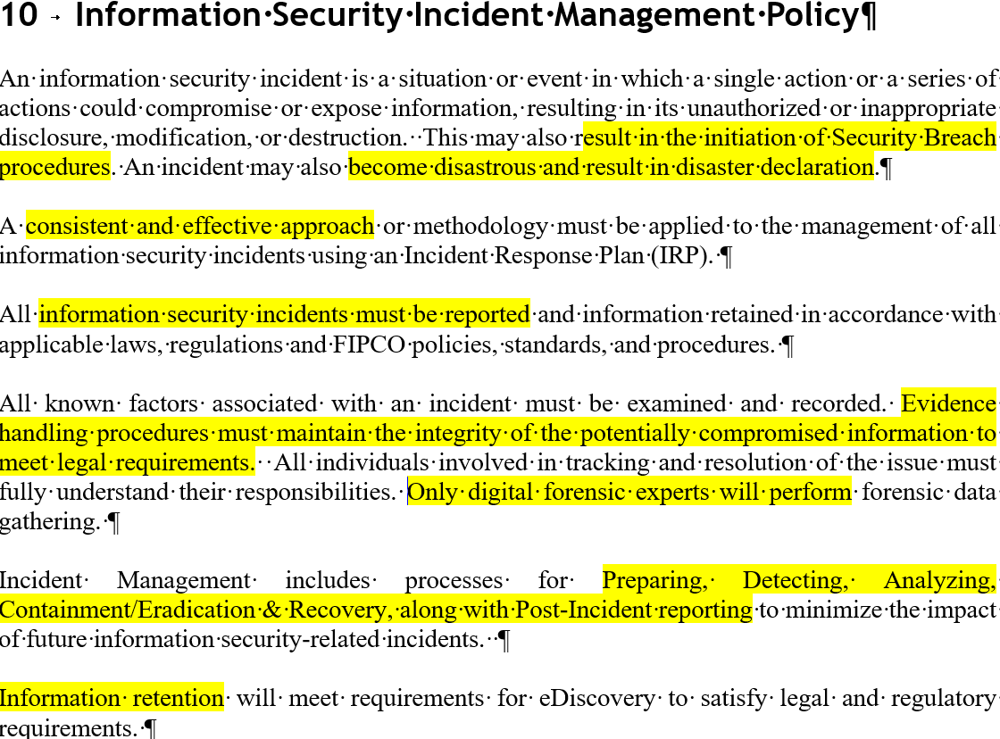 10 → Information·Security·Incident·Management·Policy¶
An·information·security·incident·is·a·situation·or·event·in·which·a·single·action·or·a·series·of·
actions·could·compromise·or·expose·information,·resulting·in·its·unauthorized·or·inappropriate·
disclosure,·modification,·or·destruction.··This·may·also·result·in·the·initiation·of·Security·Breach·
procedures.·An·incident·may·also·become·disastrous·and·result·in·disaster·declaration.¶
A·consistent·and·effective·approach·or·methodology·must·be·applied·to·the·management·of·all·
information·security·incidents·using·an·Incident·Response·Plan·(IRP).·¶
All·information·security·incidents·must·be·reported·and·information·retained·in·accordance·with·
applicable·laws,·regulations·and·FIPCO·policies,·standards,·and·procedures.·¶
All·known·factors·associated·with·an·incident·must·be·examined·and·recorded.··Evidence·
handling·procedures·must·maintain·the·integrity·of·the·potentially·compromised·information·to·
meet·legal·requirements.··All·individuals·involved·in·tracking·and·resolution·of·the·issue·must·
fully·understand·their·responsibilities.··Only·digital·forensic·experts·will·perform·forensic·data·
gathering.·¶
Incident·Management·includes·processes·for·Preparing,·Detecting,·Analyzing,·
Containment/Eradication·&·Recovery,·along·with·Post-Incident·reporting·to·minimize·the·impact·
of·future·information·security-related·incidents.··¶
Information·retention·will·meet·requirements·for·eDiscovery·to·satisfy·legal·and·regulatory·
requirements.·¶